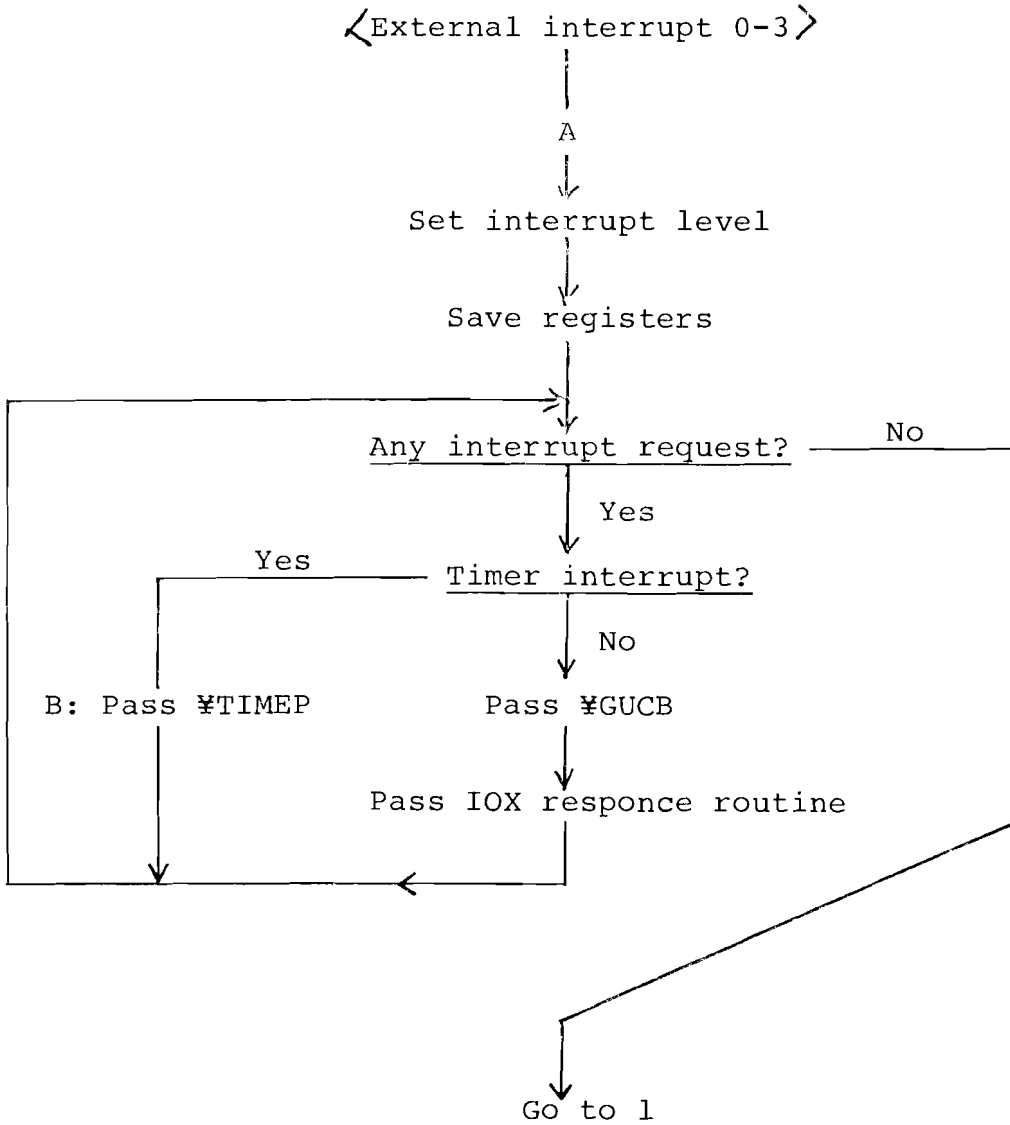 <External interrupt 0-3>
A
Set interrupt level
Save registers
Any interrupt request? No
Yes
Yes Timer interrupt?
No
B: Pass ¥TIMEP Pass ¥GUCB
Pass IOX responce routine
Go to 1